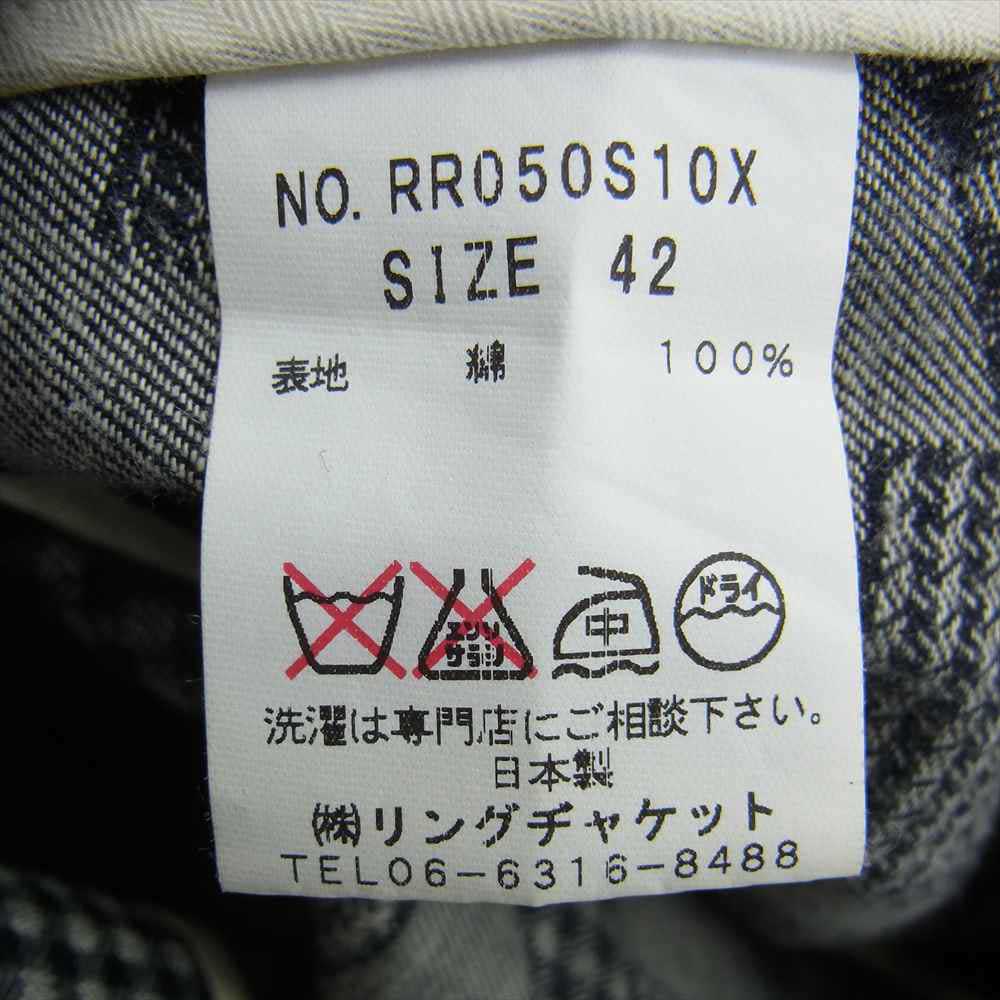 NO. RR050S10X
SIZE 42
表地 綿 100%
エンソ
サラシ
中
ドライ
洗濯は専門店にご相談下さい。
日本製
㈱リングヂャケット
TEL06-6316-8488